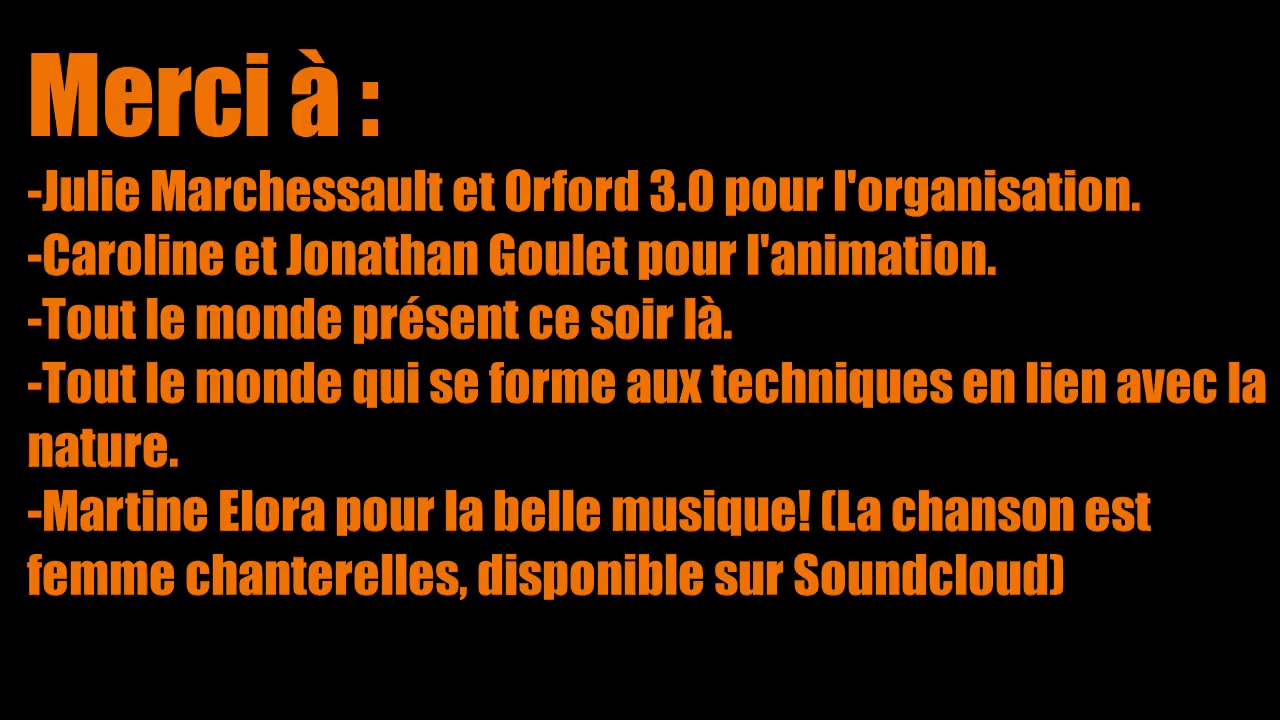 Merci à :
-Julie Marchessault et Orford 3.0 pour l'organisation.
-Caroline et Jonathan Goulet pour l'animation.
-Tout le monde présent ce soir là.
-Tout le monde qui se forme aux techniques en lien avec la
nature.
-Martine Elora pour la belle musique! (La chanson est
femme chanterelles, disponible sur Soundcloud)